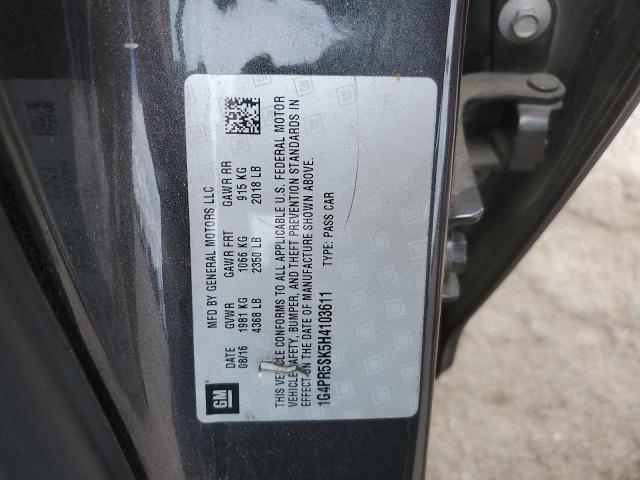 MFD BY GENERAL MOTORS LLC
DATE GVWR GAWR FRT GAWR RR
08/16 1981 KG 1066 KG 915 KG
4368 LB 2350 LB 2018 LB
THIS VEHICLE CONFORMS TO ALL APPLICABLE U.S. FEDERAL MOTOR
VEHICLE SAFETY, BUMPER, AND THEFT PREVENTION STANDARDS IN
EFFECT ON THE DATE OF MANUFACTURE SHOWN ABOVE.
1G4PR5SK5H4103611 TYPE: PASS CAR
GM